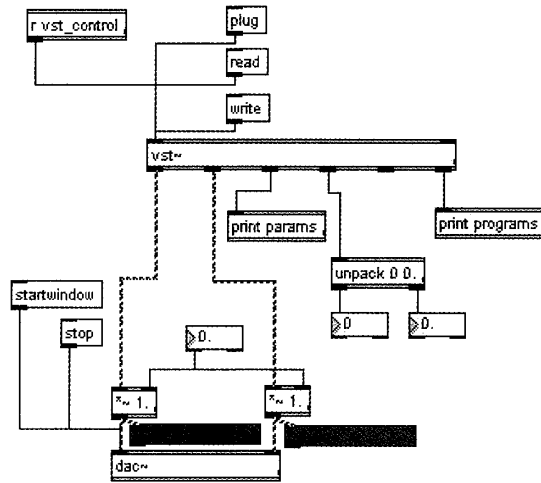 plug
r vst_control
read
write
vst~
print params
print programs
unpack 0 0.
startwindow
0
0.
stop
0.
*~ 1.
*~ 1.
dac~